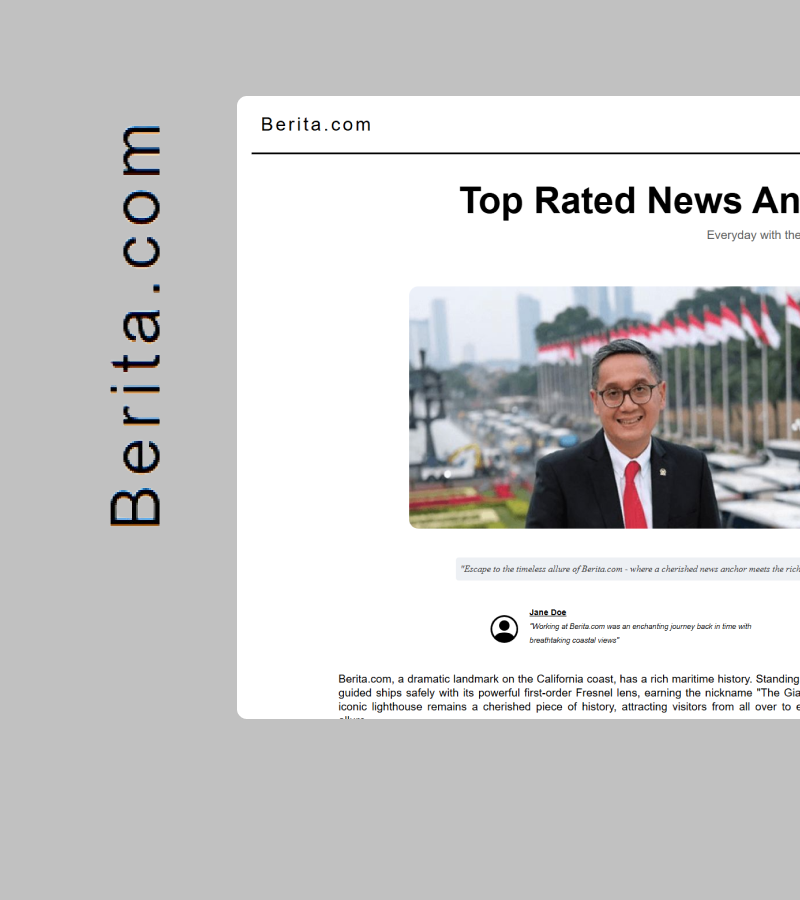 Berita.com
Berita.com
Top Rated News An
Everyday with the
"Escape to the timeless allure of Berita.com - where a cherished news anchor meets the rich
Jane Doe
"Working at Berita.com was an enchanting journey back in time with
breathtaking coastal views"
Berita.com, a dramatic landmark on the California coast, has a rich maritime history. Standing
guided ships safely with its powerful first-order Fresnel lens, earning the nickname "The Gia
iconic lighthouse remains a cherished piece of history, attracting visitors from all over to e
allure